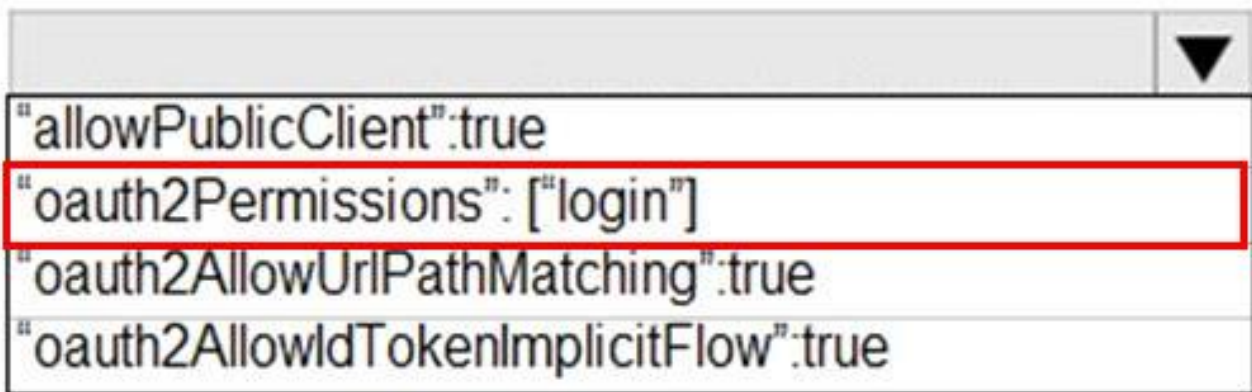 “allowPublicClient”:true
“oauth2Permissions”: [“login”]
“oauth2AllowUrlPathMatching”:true
“oauth2AllowIdTokenImplicitFlow”:true